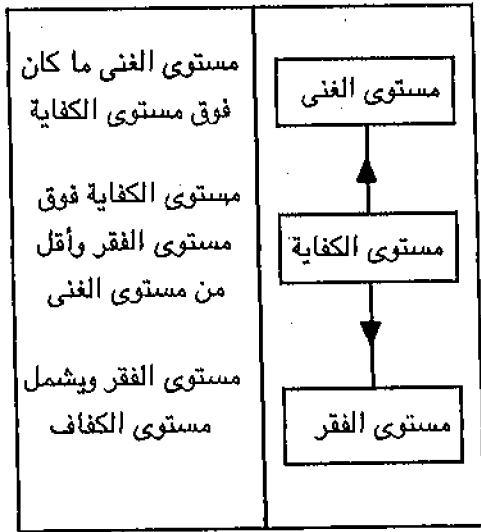 مستوى الغنى
مستوى الكفاية
مستوى الفقر
مستوى الغنى ما كان
فوق مستوى الكفاية
مستوى الكفاية فوق
مستوى الفقر وأقل
من مستوى الغنى
مستوى الفقر ويشمل
مستوى الكفاف